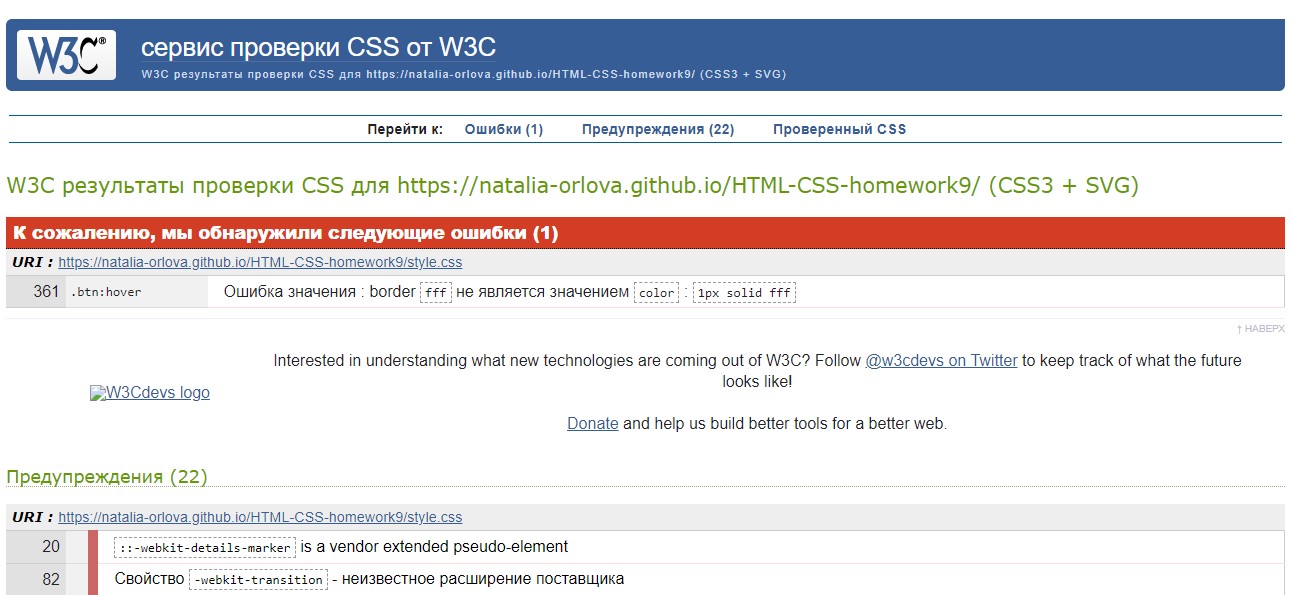 W3C®
сервис проверки CSS от W3C
W3C результаты проверки CSS для https://natalia-orlova.github.io/HTML-CSS-homework9/ (CSS3 + SVG)
Перейти к: Ошибки (1) Предупреждения (22) Проверенный CSS
W3C результаты проверки CSS для https://natalia-orlova.github.io/HTML-CSS-homework9/ (CSS3 + SVG)
К сожалению, мы обнаружили следующие ошибки (1)
URI : https://natalia-orlova.github.io/HTML-CSS-homework9/style.css
361 .btn:hover Ошибка значения : border fff не является значением color : 1px solid fff
↑ НАВЕРХ
Interested in understanding what new technologies are coming out of W3C? Follow @w3cdevs on Twitter to keep track of what the future
looks like!
W3Cdevs logo
Donate and help us build better tools for a better web.
Предупреждения (22)
URI : https://natalia-orlova.github.io/HTML-CSS-homework9/style.css
20 ::-webkit-details-marker is a vendor extended pseudo-element
82 Свойство -webkit-transition - неизвестное расширение поставщика